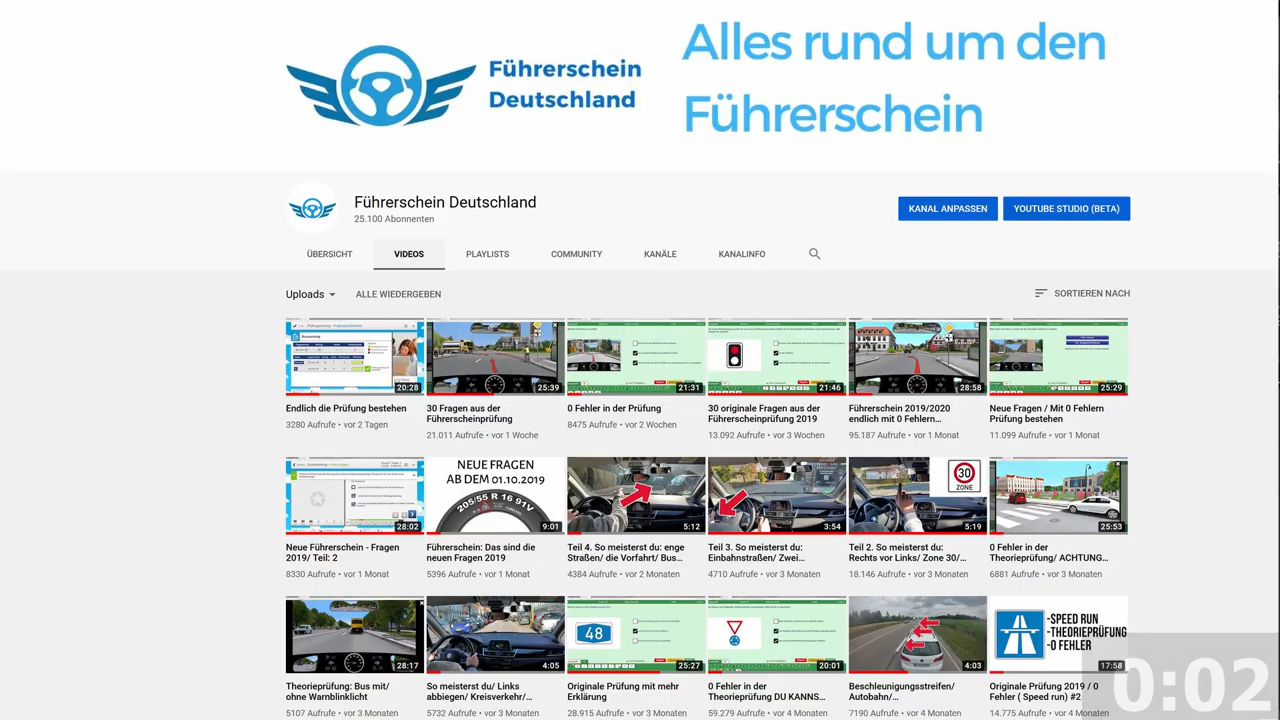 Führerschein
Deutschland
Alles rund um den
Führerschein
Führerschein Deutschland
25.100 Abonnenten
KANAL ANPASSEN
YOUTUBE STUDIO (BETA)
ÜBERSICHT
VIDEOS
PLAYLISTS
COMMUNITY
KANÄLE
KANALINFO
Uploads
ALLE WIEDERGEBEN
SORTIEREN NACH
20:28
25:39
21:31
21:46
28:58
25:29
Endlich die Prüfung bestehen
3280 Aufrufe • vor 2 Tagen
30 Fragen aus der
Führerscheinprüfung
21.011 Aufrufe • vor 1 Woche
0 Fehler in der Prüfung
8475 Aufrufe • vor 2 Wochen
30 originale Fragen aus der
Führerscheinprüfung 2019
13.092 Aufrufe • vor 3 Wochen
Führerschein 2019/2020
endlich mit 0 Fehlern...
95.187 Aufrufe • vor 1 Monat
Neue Fragen / Mit 0 Fehlern
Prüfung bestehen
11.099 Aufrufe • vor 1 Monat
28:02
NEUE FRAGEN
AB DEM 01.10.2019
205/55 R 16 91V
9:01
5:12
3:54
30
ZONE
5:19
25:53
Neue Führerschein - Fragen
2019/ Teil: 2
8330 Aufrufe • vor 1 Monat
Führerschein: Das sind die
neuen Fragen 2019
5396 Aufrufe • vor 1 Monat
Teil 4. So meisterst du: enge
Straßen/ die Vorfahrt/ Bus...
4384 Aufrufe • vor 2 Monaten
Teil 3. So meisterst du:
Einbahnstraßen/ Zwei...
4710 Aufrufe • vor 3 Monaten
Teil 2. So meisterst du:
Rechts vor Links/ Zone 30/...
18.146 Aufrufe • vor 3 Monaten
0 Fehler in der
Theorieprüfung/ ACHTUNG...
6881 Aufrufe • vor 3 Monaten
28:17
4:05
48
25:27
20:01
4:03
-SPEED RUN
-THEORIEPRÜFUNG
-0 FEHLER
17:58
Theorieprüfung: Bus mit/
ohne Warnblinklicht
5107 Aufrufe • vor 3 Monaten
So meisterst du/ Links
abbiegen/ Kreisverkehr/...
5732 Aufrufe • vor 3 Monaten
Originale Prüfung mit mehr
Erklärung
28.915 Aufrufe • vor 3 Monaten
0 Fehler in der
Theorieprüfung DU KANNS...
59.279 Aufrufe • vor 4 Monaten
Beschleunigungsstreifen/
Autobahn/...
7190 Aufrufe • vor 4 Monaten
Originale Prüfung 2019 / 0
Fehler ( Speed run) #2
14.775 Aufrufe • vor 4 Monaten
0:02